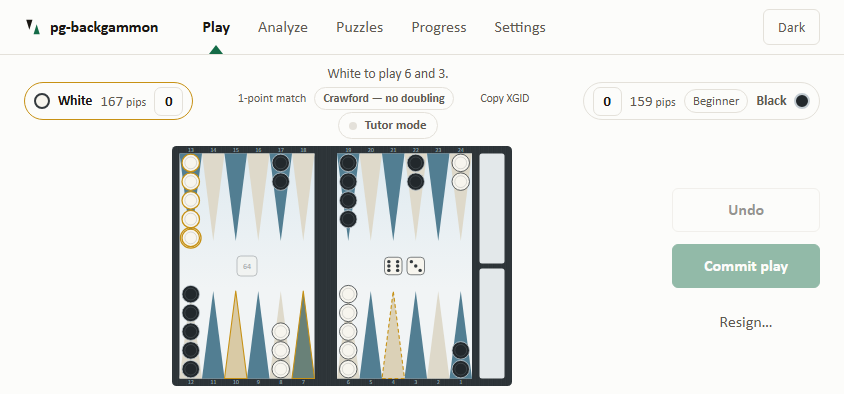 pg-backgammon Play Analyze Puzzles Progress Settings Dark
White to play 6 and 3.
White 167 pips 0
1-point match Crawford — no doubling Copy XGID
Tutor mode
0 159 pips Beginner Black
13 14 15 16 17 18 19 20 21 22 23 24
64
12 11 10 9 8 7 6 5 4 3 2 1
Undo
Commit play
Resign...